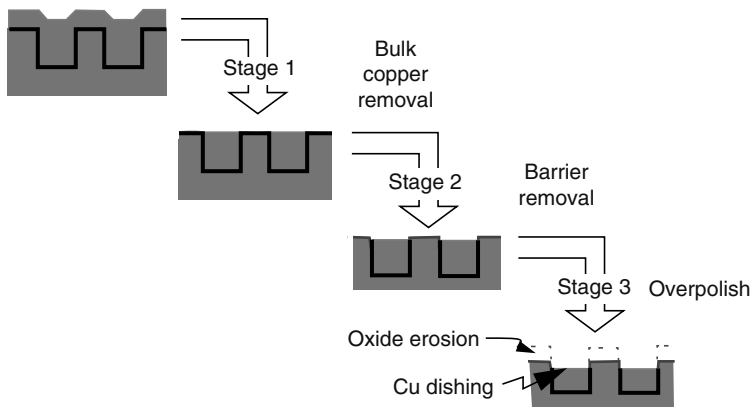 Stage 1
Bulk
copper
removal
Stage 2
Barrier
removal
Stage 3
Overpolish
Oxide erosion
Cu dishing